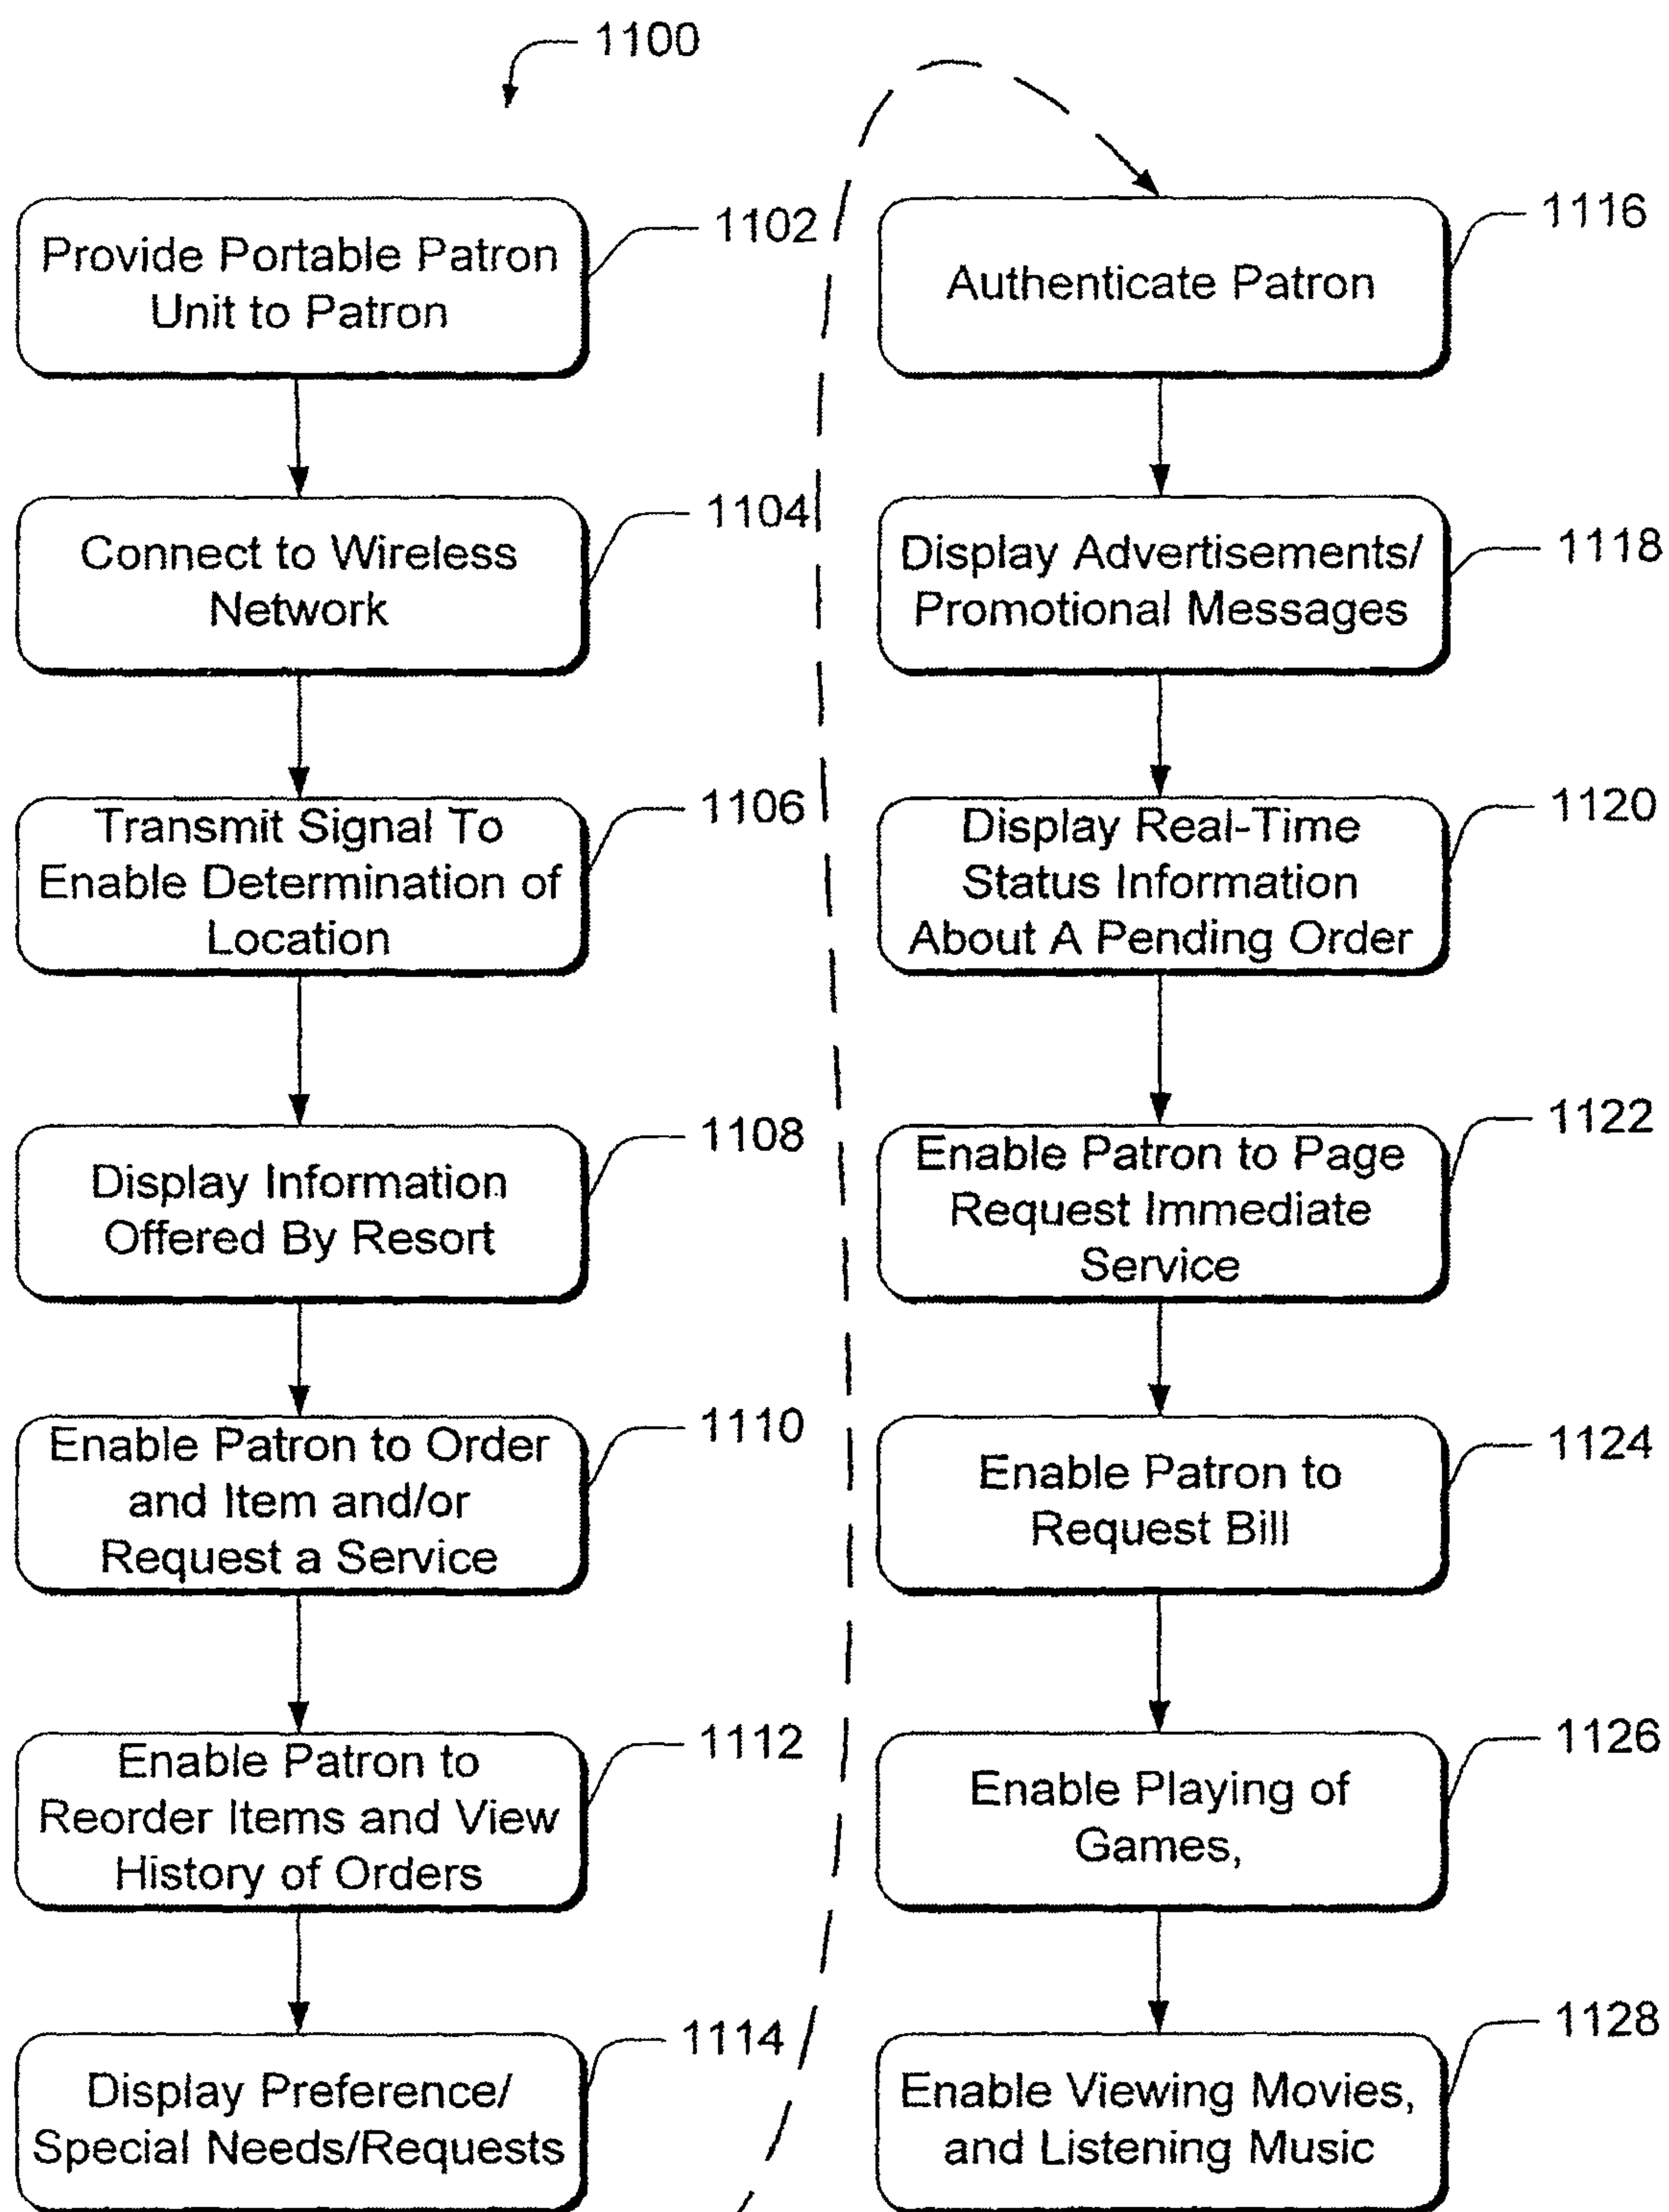 1100
Provide Portable Patron
Unit to Patron
1102
Connect to Wireless
Network
1104
Transmit Signal To
Enable Determination of
Location
1106
Display Information
Offered By Resort
1108
Enable Patron to Order
and Item and/or
Request a Service
1110
Enable Patron to
Reorder Items and View
History of Orders
1112
Display Preference/
Special Needs/Requests
1114
Authenticate Patron
1116
Display Advertisements/
Promotional Messages
1118
Display Real-Time
Status Information
About A Pending Order
1120
Enable Patron to Page
Request Immediate
Service
1122
Enable Patron to
Request Bill
1124
Enable Playing of
Games,
1126
Enable Viewing Movies,
and Listening Music
1128